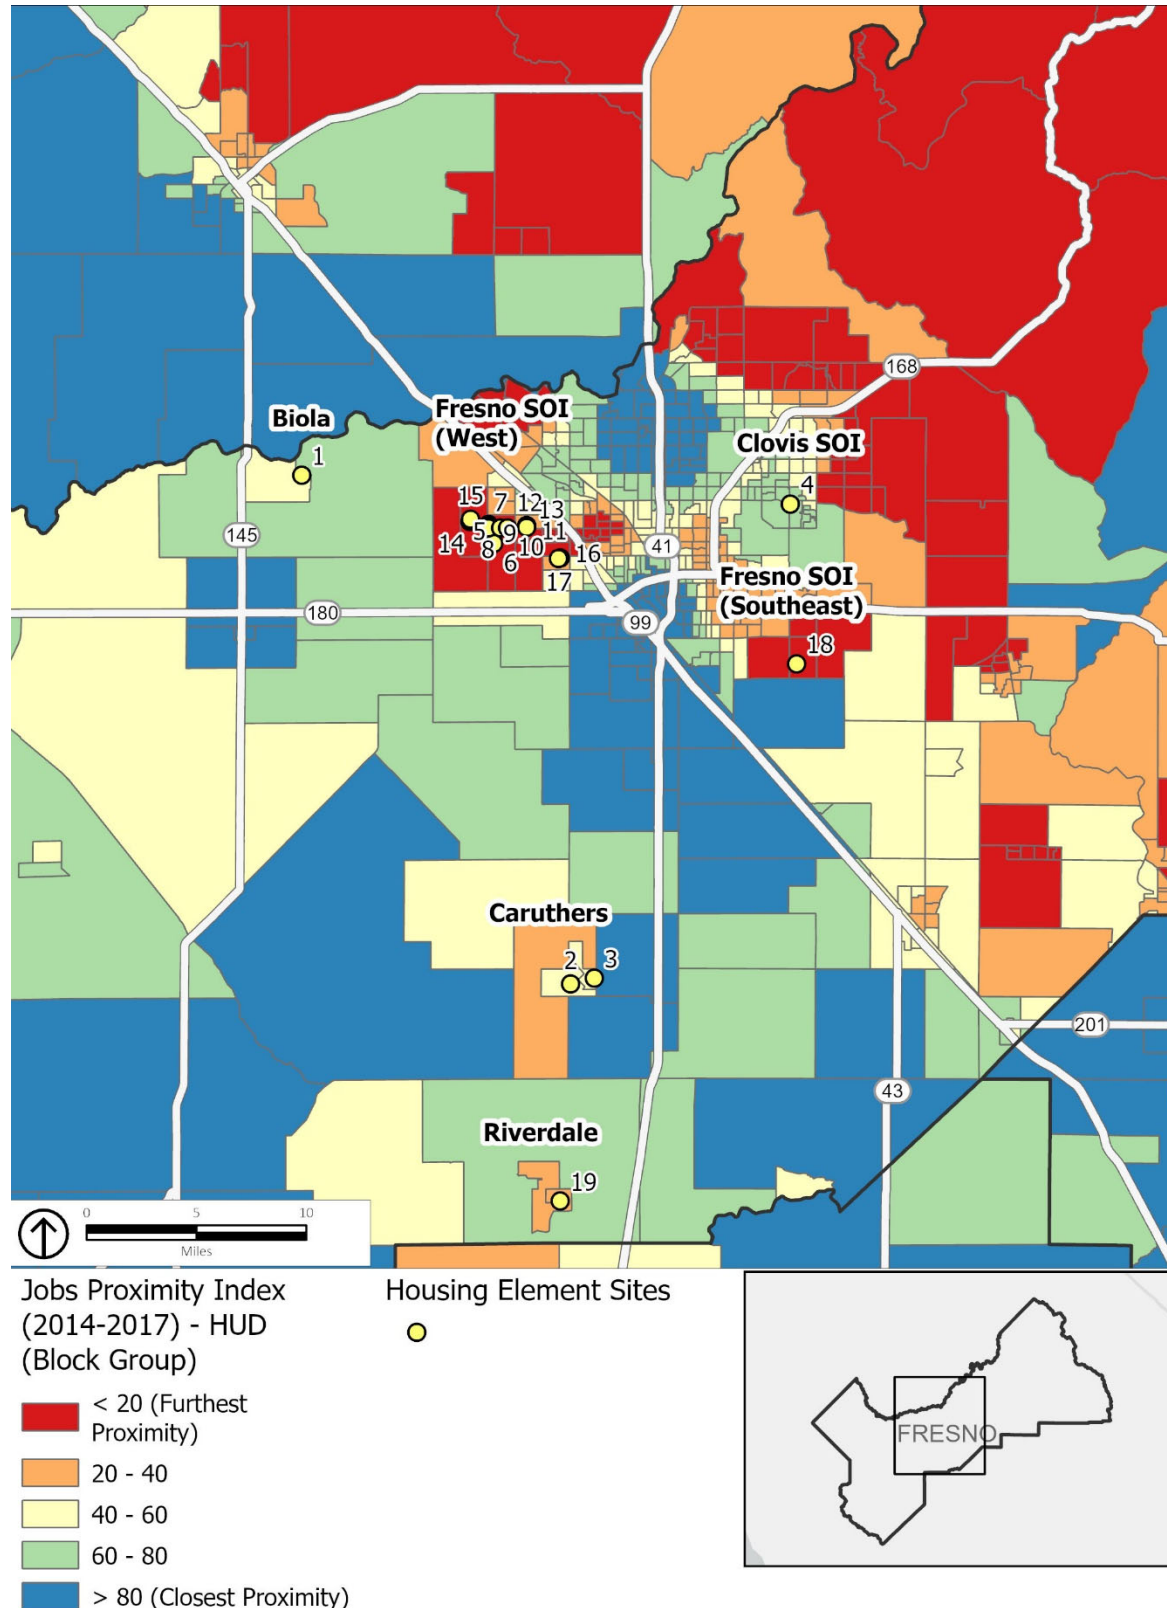 168
Biola
Fresno SOI
(West)
Clovis SOI
1
4
15
7
12
13
145
5
9
11
41
14
8
10
16
6
17
Fresno SOI
(Southeast)
180
99
18
Caruthers
2
3
201
43
Riverdale
19
0
5
10
Miles
Jobs Proximity Index
(2014-2017) - HUD
(Block Group)
Housing Element Sites
< 20 (Furthest
Proximity)
20 - 40
40 - 60
60 - 80
> 80 (Closest Proximity)
FRESNO